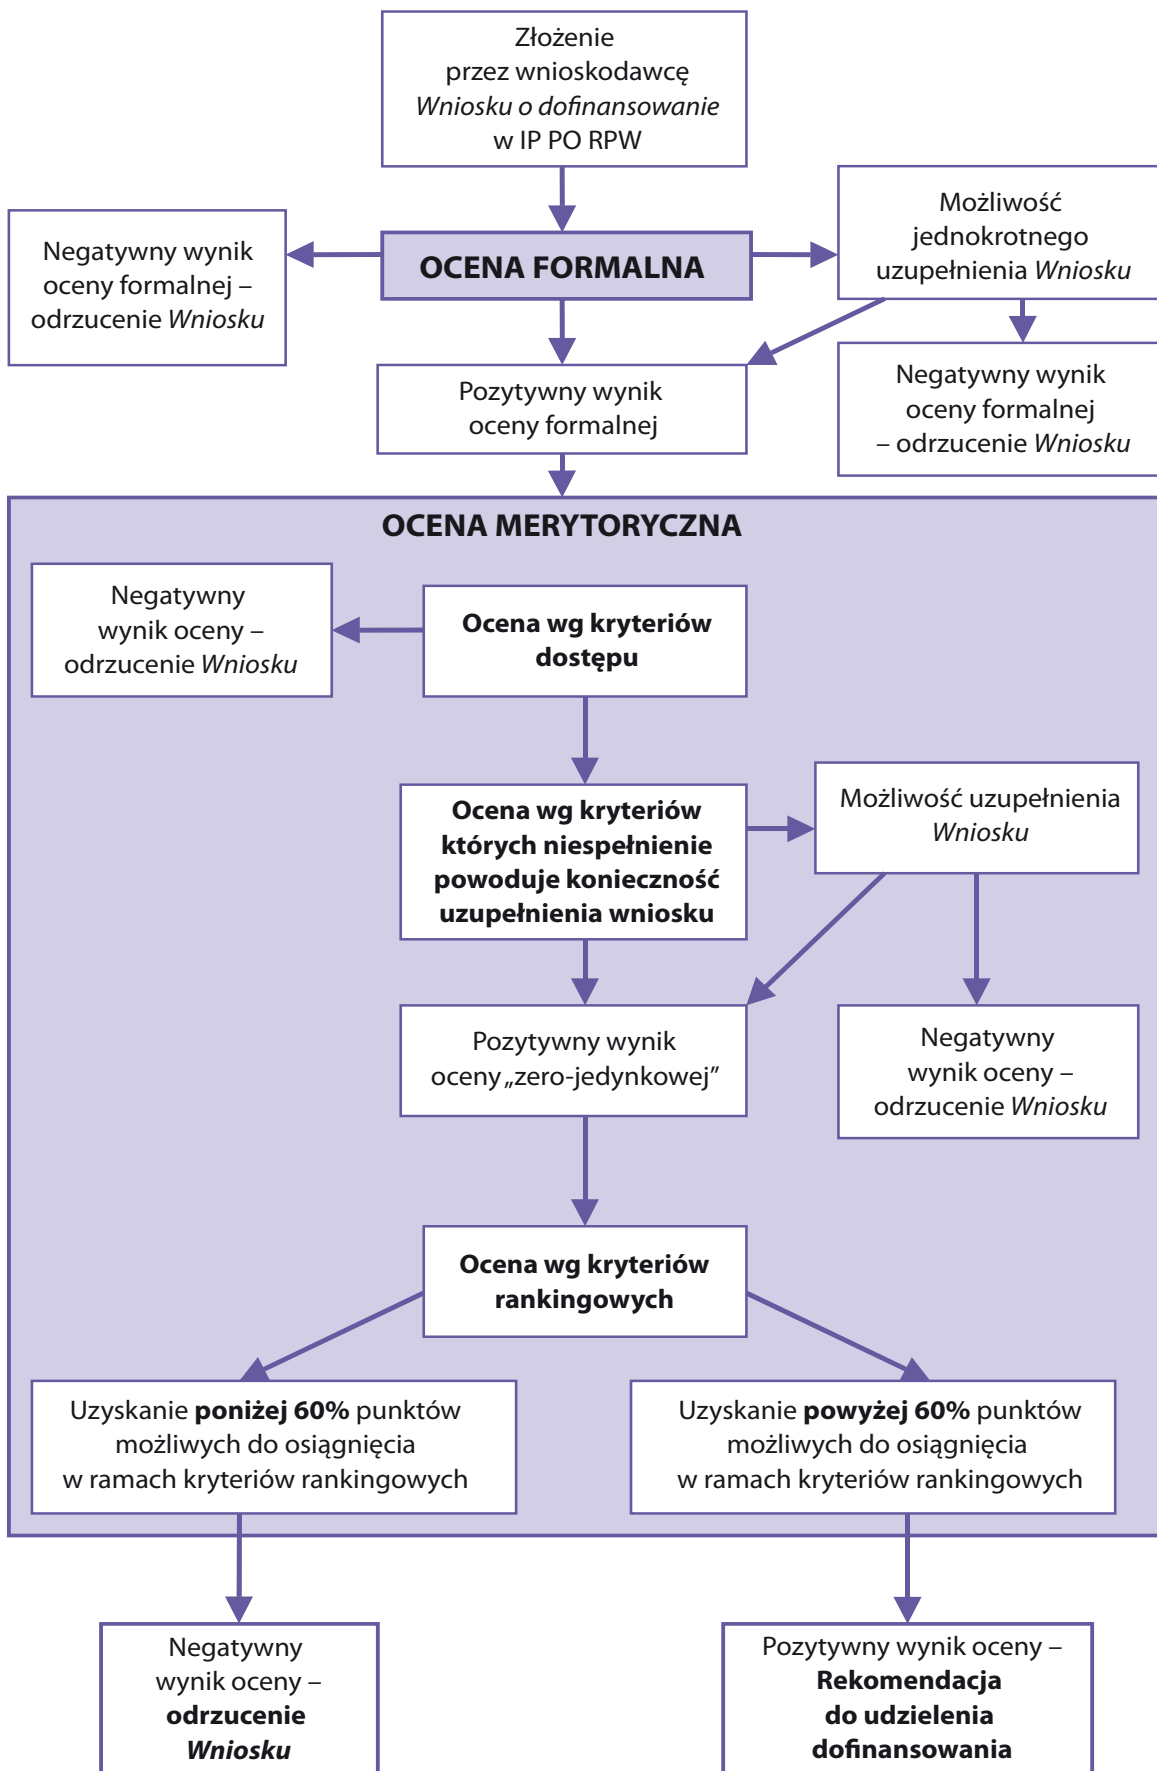 Złożenie
przez wnioskodawcę
Wniosku o dofinansowanie
w IP PO RPW
Negatywny wynik
oceny formalnej –
odrzucenie Wniosku
OCENA FORMALNA
Możliwość
jednokrotnego
uzupełnienia Wniosku
Pozytywny wynik
oceny formalnej
Negatywny wynik
oceny formalnej
– odrzucenie Wniosku
OCENA MERYTORYCZNA
Negatywny
wynik oceny –
odrzucenie Wniosku
Ocena wg kryteriów
dostępu
Ocena wg kryteriów
których niespełnienie
powoduje konieczność
uzupełnienia wniosku
Możliwość uzupełnienia
Wniosku
Pozytywny wynik
oceny „zero-jedynkowej”
Negatywny
wynik oceny –
odrzucenie Wniosku
Ocena wg kryteriów
rankingowych
Uzyskanie poniżej 60% punktów
możliwych do osiągnięcia
w ramach kryteriów rankingowych
Uzyskanie powyżej 60% punktów
możliwych do osiągnięcia
w ramach kryteriów rankingowych
Negatywny
wynik oceny –
odrzucenie
Wniosku
Pozytywny wynik oceny –
Rekomendacja
do udzielenia
dofinansowania